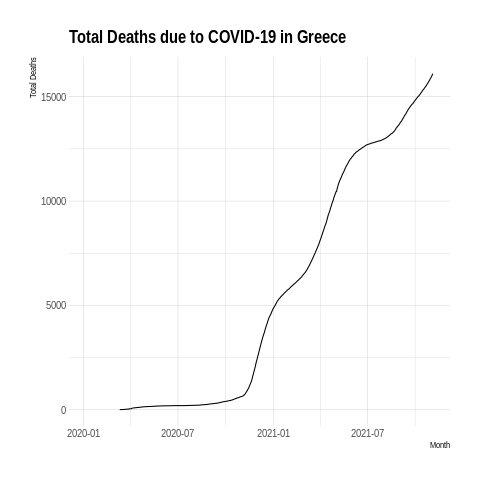 Total Deaths due to COVID-19 in Greece
Total Deaths
15000
10000
5000
0
2020-01 2020-07 2021-01 2021-07
Month